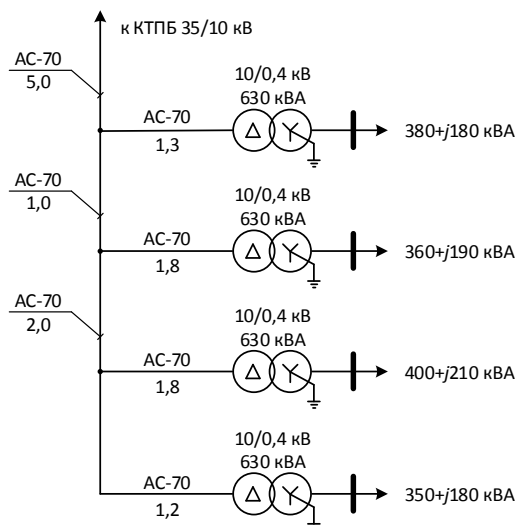 к КТПБ 35/10 кВ
АС-70
5,0
10/0,4 кВ
630 кВА
АС-70
1,3
Δ
Y
380+j180 кВА
АС-70
1,0
10/0,4 кВ
630 кВА
АС-70
1,8
Δ
Y
360+j190 кВА
АС-70
2,0
10/0,4 кВ
630 кВА
АС-70
1,8
Δ
Y
400+j210 кВА
10/0,4 кВ
630 кВА
АС-70
1,2
Δ
Y
350+j180 кВА